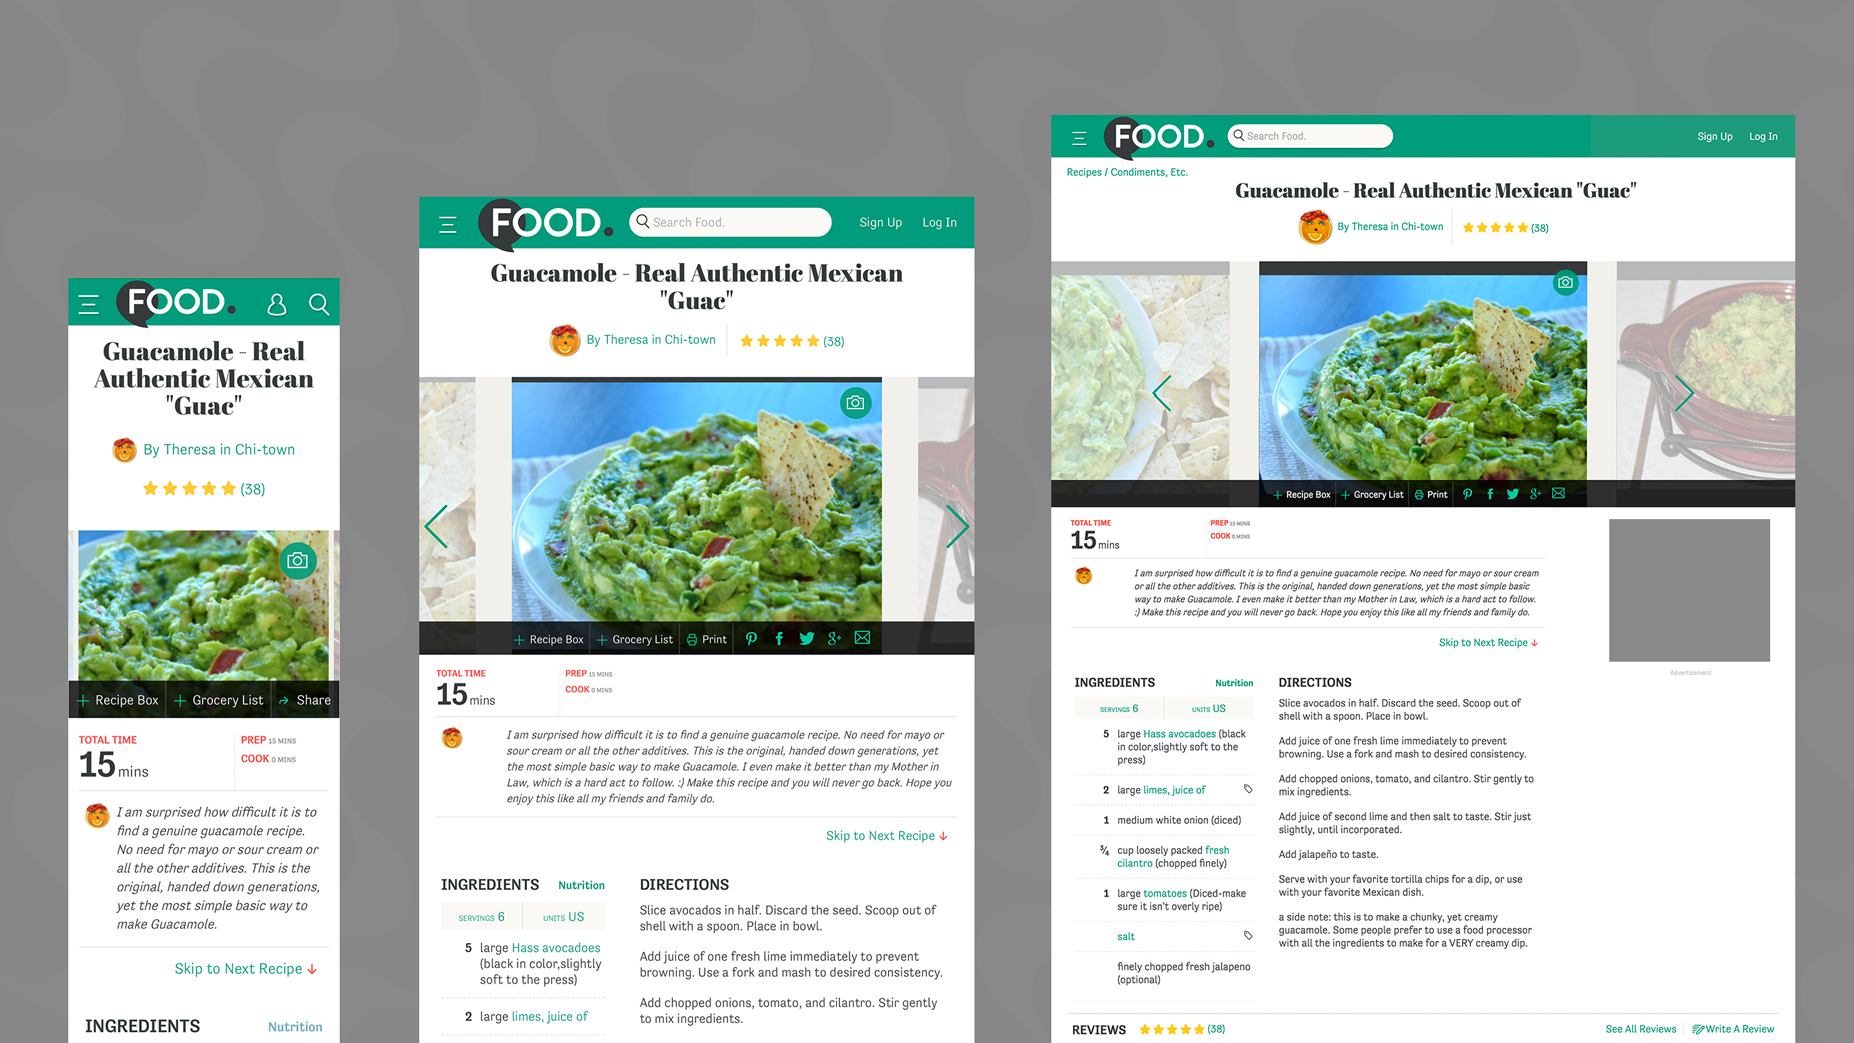 FOOD.
Guacamole - Real
Authentic Mexican
"Guac"
By Theresa in Chi-town
(38)
+ Recipe Box
+ Grocery List
Share
TOTAL TIME
15 mins
PREP 15 MINS
COOK 0 MINS
I am surprised how difficult it is to
find a genuine guacamole recipe.
No need for mayo or sour cream or
all the other additives. This is the
original, handed down generations,
yet the most simple basic way to
make Guacamole.
Skip to Next Recipe ↓
INGREDIENTS
Nutrition
FOOD.
Search Food.
Sign Up
Log In
Guacamole - Real Authentic Mexican
"Guac"
By Theresa in Chi-town
(38)
+ Recipe Box
+ Grocery List
Print
TOTAL TIME
15 mins
PREP 15 MINS
COOK 0 MINS
I am surprised how difficult it is to find a genuine guacamole recipe. No need for mayo or
sour cream or all the other additives. This is the original, handed down generations, yet
the most simple basic way to make Guacamole. I even make it better than my Mother in
Law, which is a hard act to follow. :) Make this recipe and you will never go back. Hope you
enjoy this like all my friends and family do.
Skip to Next Recipe ↓
INGREDIENTS
Nutrition
SERVINGS 6
UNITS US
5 large Hass avocadoes
(black in color,slightly
soft to the press)
2 large limes, juice of
DIRECTIONS
Slice avocados in half. Discard the seed. Scoop out of
shell with a spoon. Place in bowl.
Add juice of one fresh lime immediately to prevent
browning. Use a fork and mash to desired consistency.
Add chopped onions, tomato, and cilantro. Stir gently
to mix ingredients.
FOOD.
Search Food.
Sign Up
Log In
Recipes / Condiments, Etc.
Guacamole - Real Authentic Mexican "Guac"
By Theresa in Chi-town
(38)
+ Recipe Box
+ Grocery List
Print
TOTAL TIME
15 mins
PREP 15 MINS
COOK 0 MINS
I am surprised how difficult it is to find a genuine guacamole recipe. No need for mayo or sour cream
or all the other additives. This is the original, handed down generations, yet the most simple basic
way to make Guacamole. I even make it better than my Mother in Law, which is a hard act to follow.
:) Make this recipe and you will never go back. Hope you enjoy this like all my friends and family do.
Skip to Next Recipe ↓
Advertisement
INGREDIENTS
Nutrition
SERVINGS 6
UNITS US
5 large Hass avocadoes (black
in color,slightly soft to the
press)
2 large limes, juice of
1 medium white onion (diced)
¾ cup loosely packed fresh
cilantro (chopped finely)
1 large tomatoes (Diced-make
sure it isn't overly ripe)
salt
finely chopped fresh jalapeno
(optional)
DIRECTIONS
Slice avocados in half. Discard the seed. Scoop out of
shell with a spoon. Place in bowl.
Add juice of one fresh lime immediately to prevent
browning. Use a fork and mash to desired consistency.
Add chopped onions, tomato, and cilantro. Stir gently to
mix ingredients.
Add juice of second lime and then salt to taste. Stir just
slightly, until incorporated.
Add jalapeño to taste.
Serve with your favorite tortilla chips for a dip, or use
with your favorite Mexican dish.
a side note: this is to make a chunky, yet creamy
guacamole. Some people prefer to use a food processor
with all the ingredients to make for a VERY creamy dip.
REVIEWS
(38)
See All Reviews
Write A Review